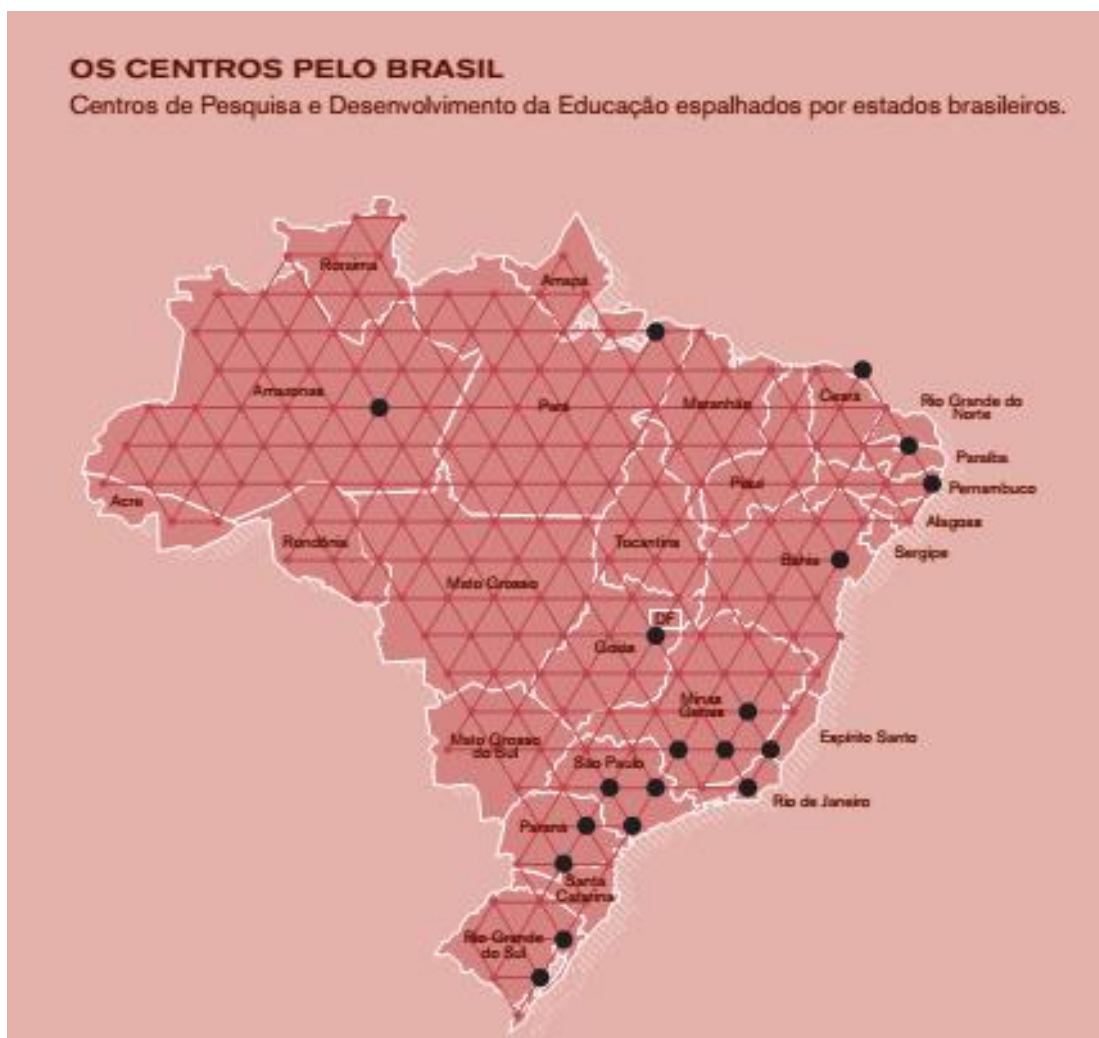 OS CENTROS PELO BRASIL
Centros de Pesquisa e Desenvolvimento da Educação espalhados por estados brasileiros.
Roraima
Amapá
Amazonas
Pará
Maranhão
Ceará
Rio Grande do
Norte
Paraíba
Piauí
Pernambuco
Acre
Alagoas
Rondônia
Tocantins
Sergipe
Bahia
Mato Grosso
DF
Goiás
Minas
Gerais
Espírito Santo
Mato Grosso
do Sul
São Paulo
Rio de Janeiro
Paraná
Santa
Catarina
Rio Grande
do Sul